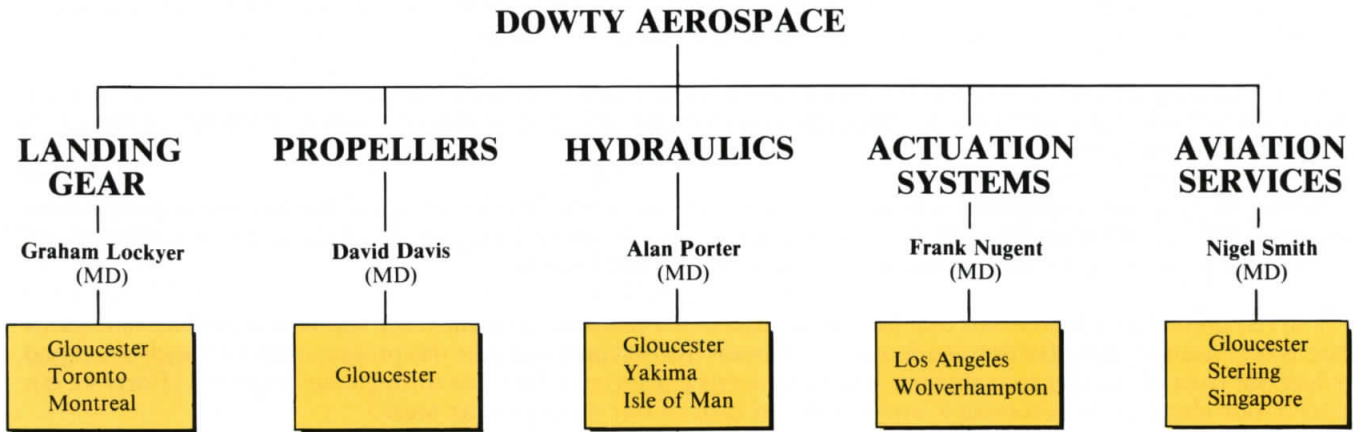 DOWTY AEROSPACE
LANDING
GEAR
Graham Lockyer
(MD)
Gloucester
Toronto
Montreal
PROPELLERS
David Davis
(MD)
Gloucester
HYDRAULICS
Alan Porter
(MD)
Gloucester
Yakima
Isle of Man
ACTUATION
SYSTEMS
Frank Nugent
(MD)
Los Angeles
Wolverhampton
AVIATION
SERVICES
Nigel Smith
(MD)
Gloucester
Sterling
Singapore